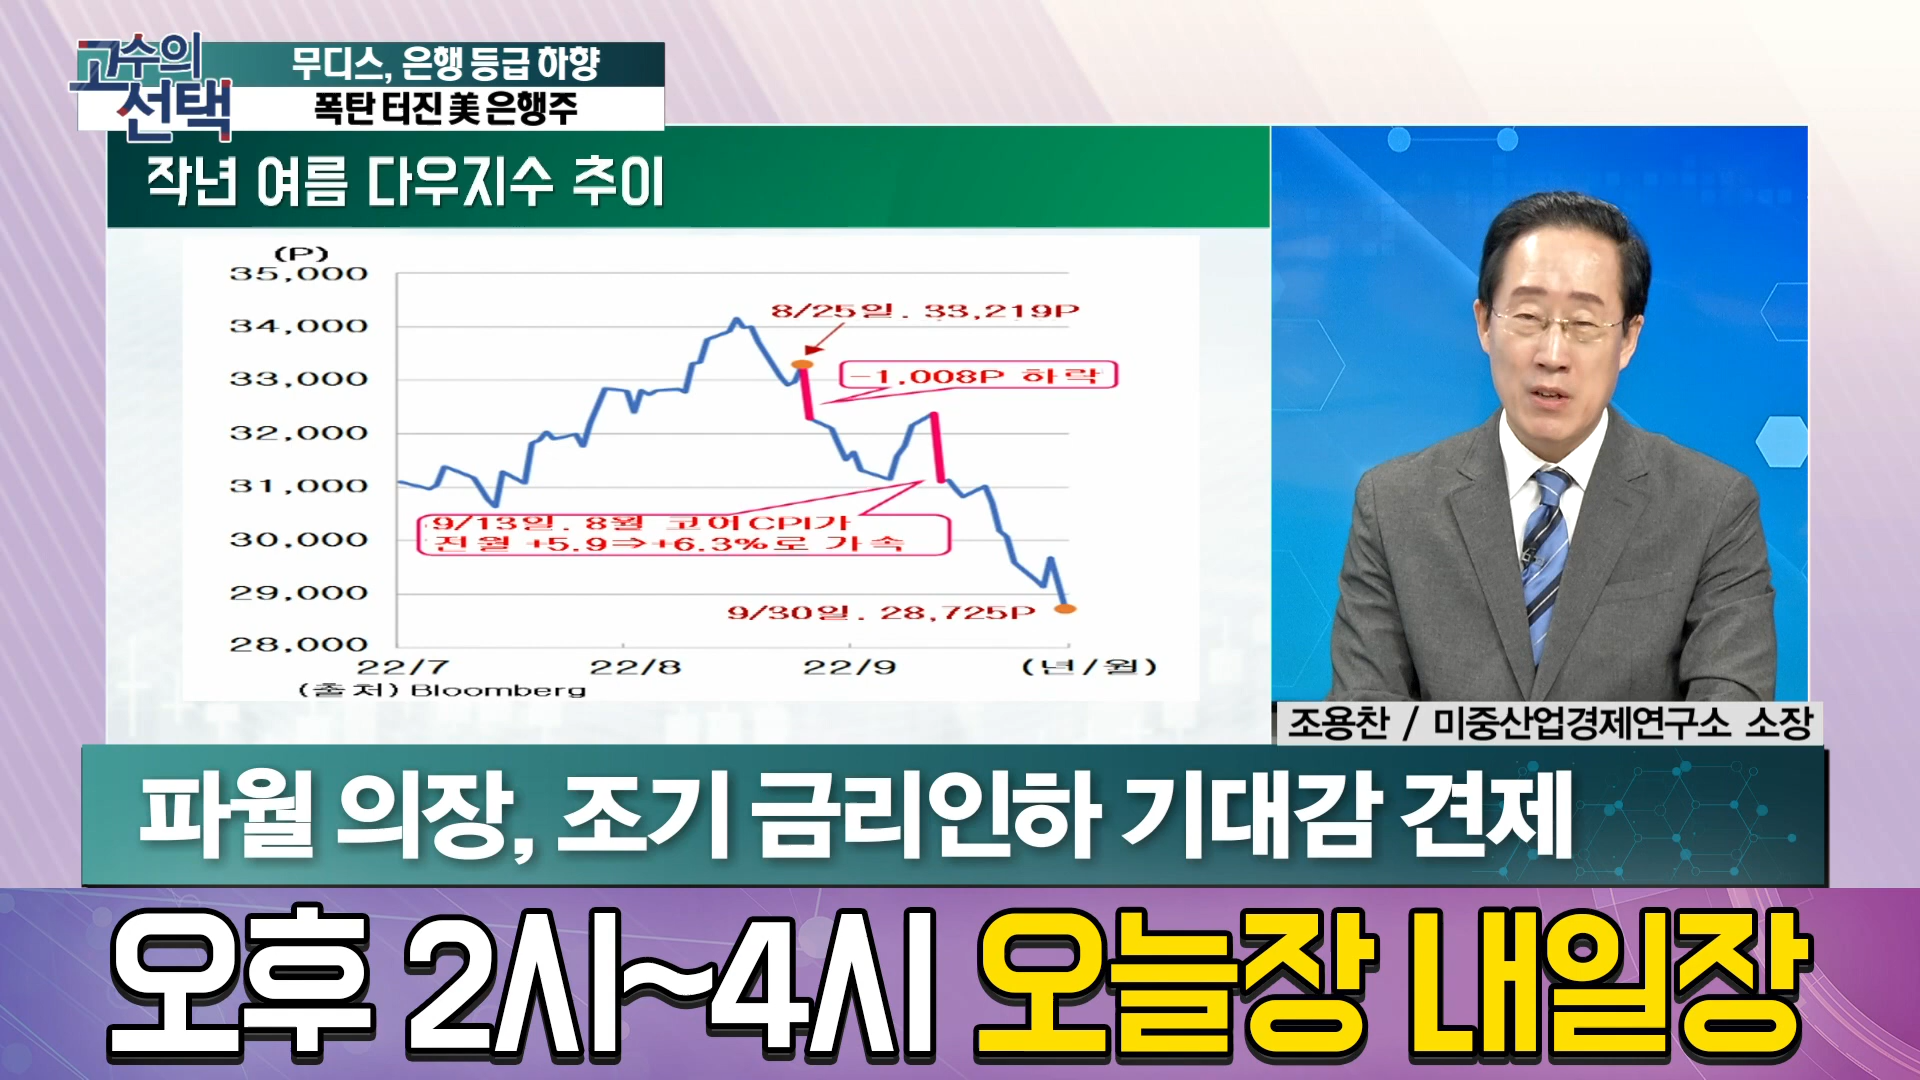 고수의
선택
무디스, 은행 등급 하향
폭탄 터진 美 은행주
작년 여름 다우지수 추이
(P)
35,000
34,000
33,000
32,000
31,000
30,000
29,000
28,000
8/25일. 33,219P
-1,008P 하락
9/13일. 8월 코어CPI가
전월 +5.9⇒+6.3%로 가속
9/30일. 28,725P
22/7 22/8 22/9 (년/월)
(출처) Bloomberg
조용찬 / 미중산업경제연구소 소장
파월 의장, 조기 금리인하 기대감 견제
오후 2시~4시 오늘장 내일장